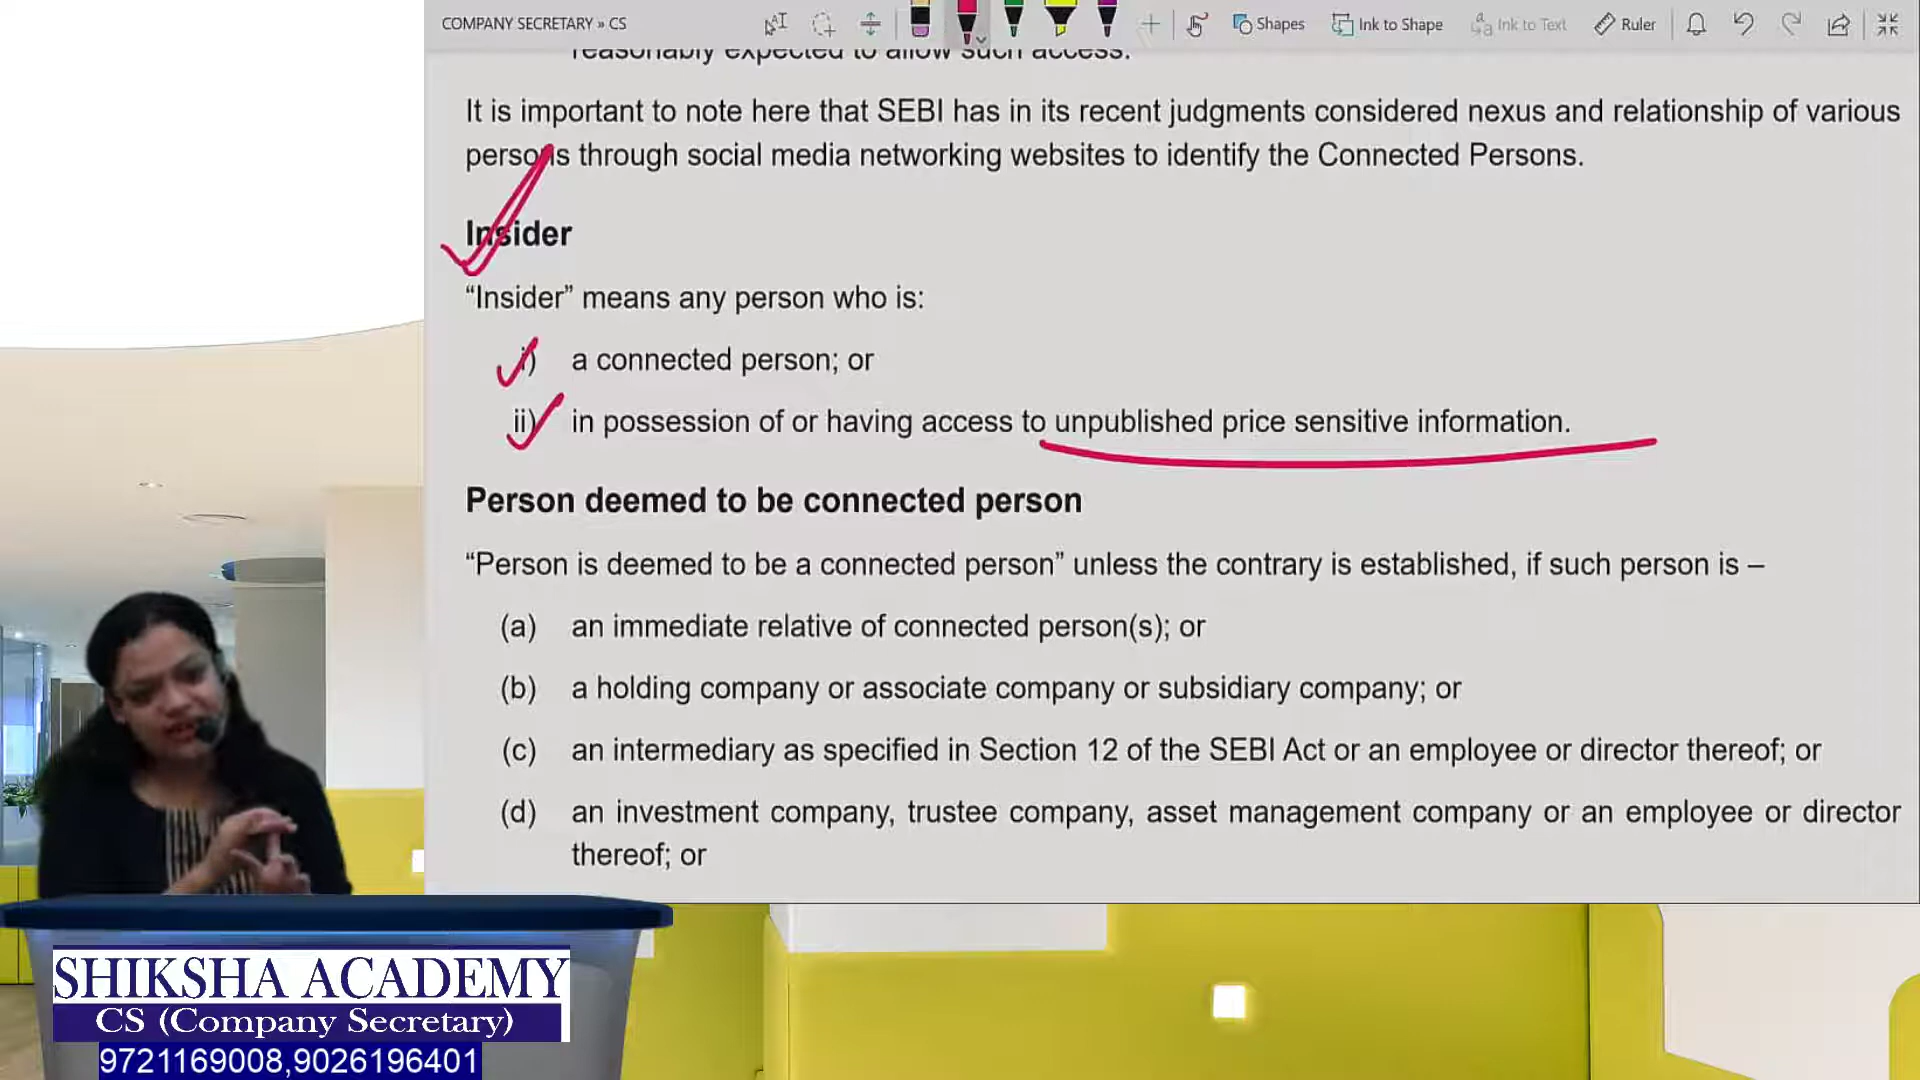 COMPANY SECRETARY » CS
Shapes
Ink to Shape
Ink to Text
Ruler
reasonably expected to allow such access.
It is important to note here that SEBI has in its recent judgments considered nexus and relationship of various
persons through social media networking websites to identify the Connected Persons.
Insider
“Insider” means any person who is:
i) a connected person; or
ii) in possession of or having access to unpublished price sensitive information.
Person deemed to be connected person
“Person is deemed to be a connected person” unless the contrary is established, if such person is –
(a) an immediate relative of connected person(s); or
(b) a holding company or associate company or subsidiary company; or
(c) an intermediary as specified in Section 12 of the SEBI Act or an employee or director thereof; or
(d) an investment company, trustee company, asset management company or an employee or director
thereof; or
SHIKSHA ACADEMY
CS (Company Secretary)
9721169008,9026196401